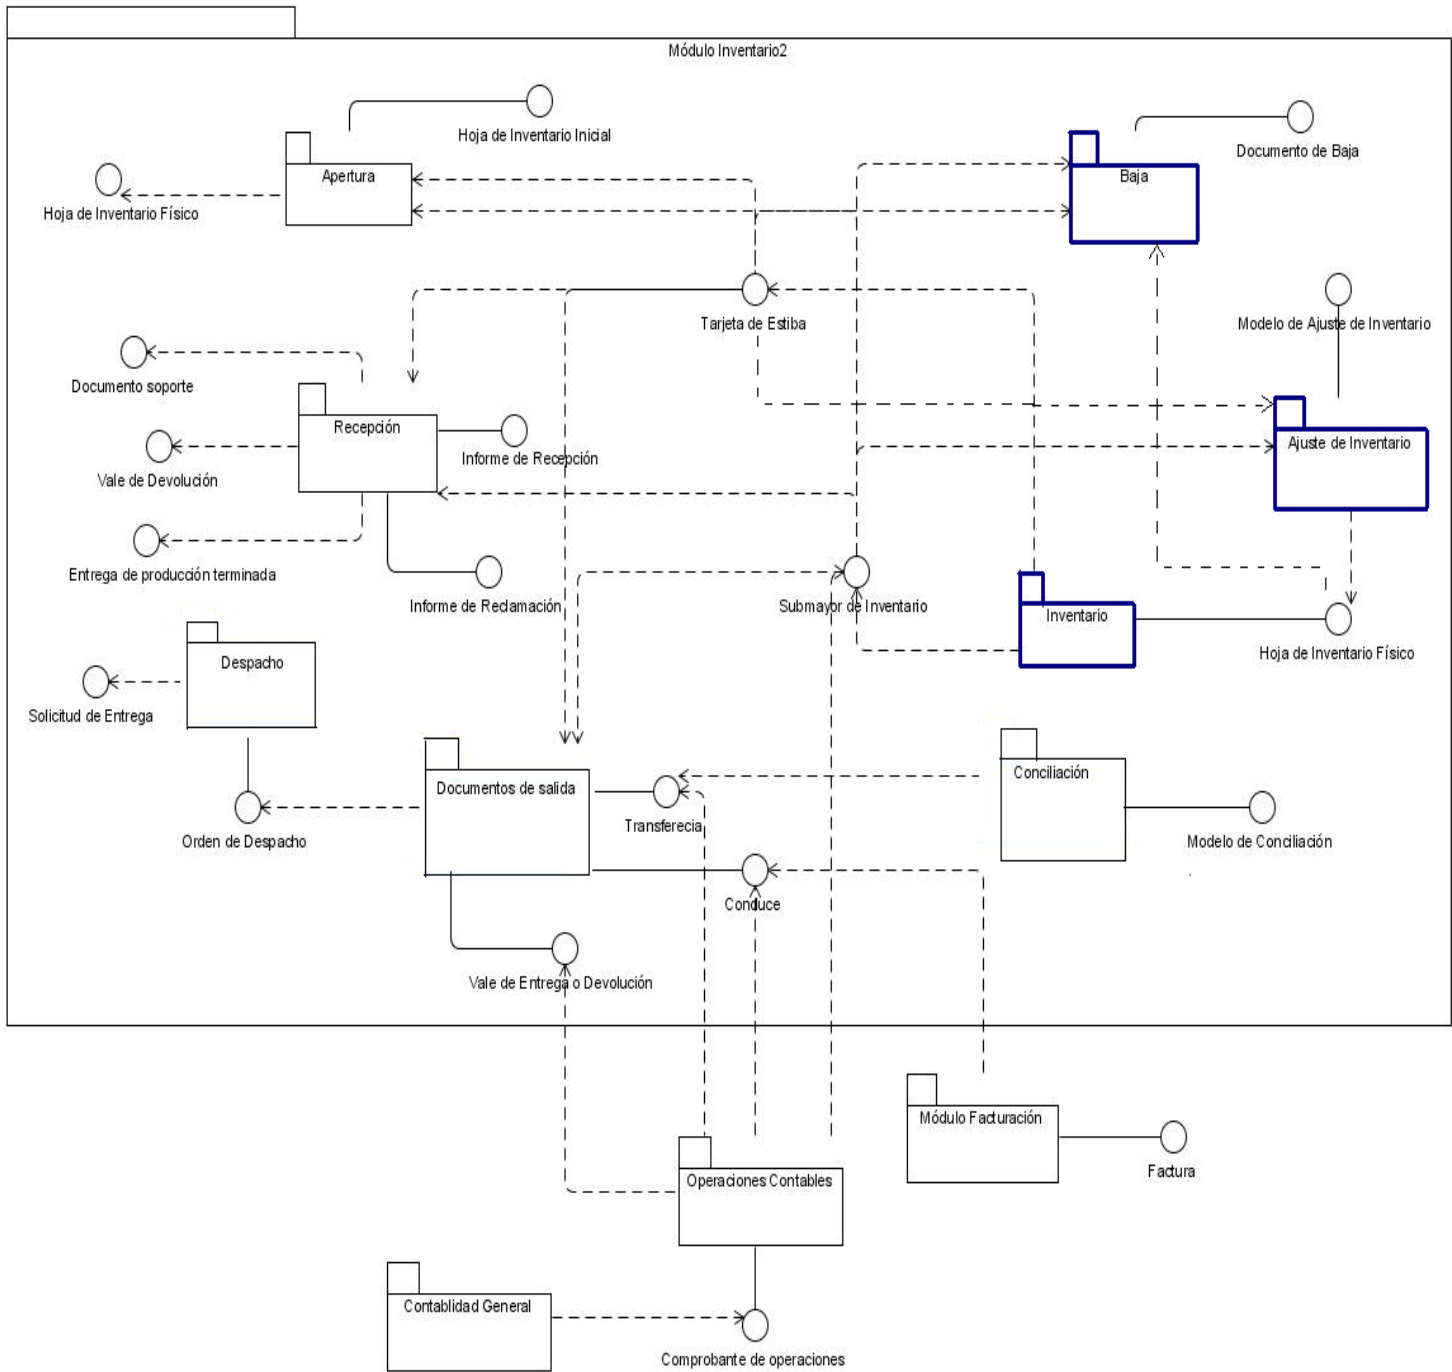 Módulo Inventario2
Hoja de Inventario Inicial
Documento de Baja
Apertura
Baja
Hoja de Inventario Físico
Tarjeta de Estiba
Modelo de Ajuste de Inventario
Documento soporte
Recepción
Ajuste de Inventario
Informe de Recepción
Vale de Devolución
Entrega de producción terminada
Informe de Reclamación
Submayor de Inventario
Inventario
Hoja de Inventario Físico
Despacho
Solicitud de Entrega
Conciliación
Documentos de salida
Transferecia
Orden de Despacho
Modelo de Conciliación
Conduce
Vale de Entrega o Devolución
Módulo Facturación
Factura
Operaciones Contables
Contablidad General
Comprobante de operaciones